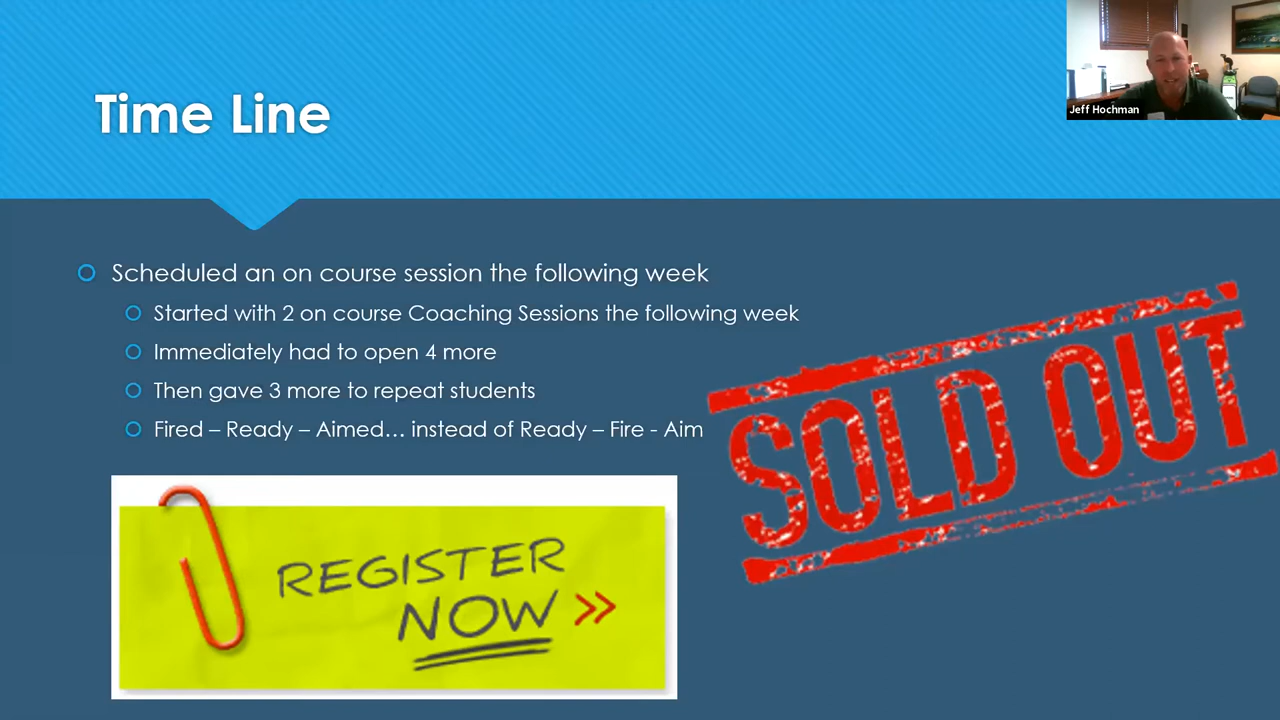 Time Line
Jeff Hochman
Scheduled an on course session the following week
Started with 2 on course Coaching Sessions the following week
Immediately had to open 4 more
Then gave 3 more to repeat students
Fired – Ready – Aimed... instead of Ready – Fire - Aim
SOLD OUT
REGISTER
NOW >>